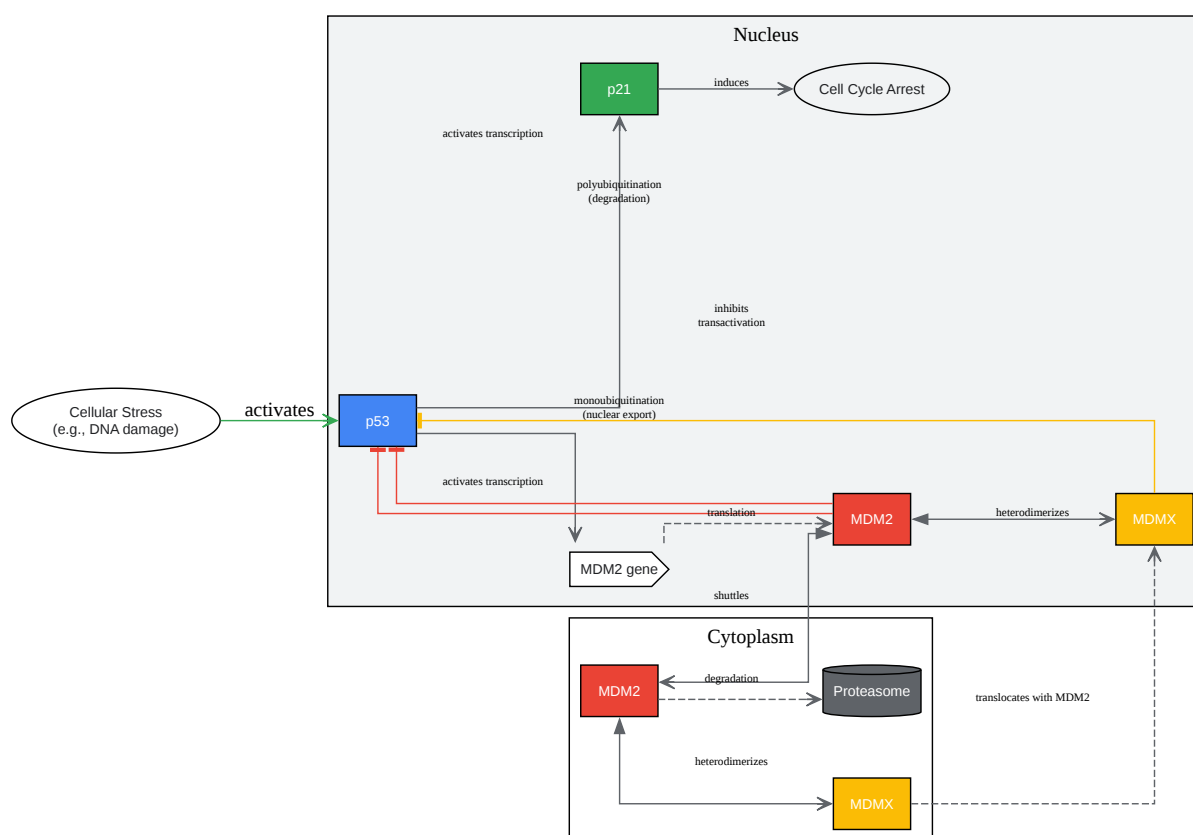 Nucleus
p21
induces
Cell Cycle Arrest
activates transcription
polyubiquitination
(degradation)
inhibits
transactivation
Cellular Stress
(e.g., DNA damage)
activates
p53
monoubiquitination
(nuclear export)
activates transcription
translation
MDM2
heterodimerizes
MDMX
MDM2 gene
shuttles
Cytoplasm
MDM2
degradation
Proteasome
translocates with MDM2
heterodimerizes
MDMX